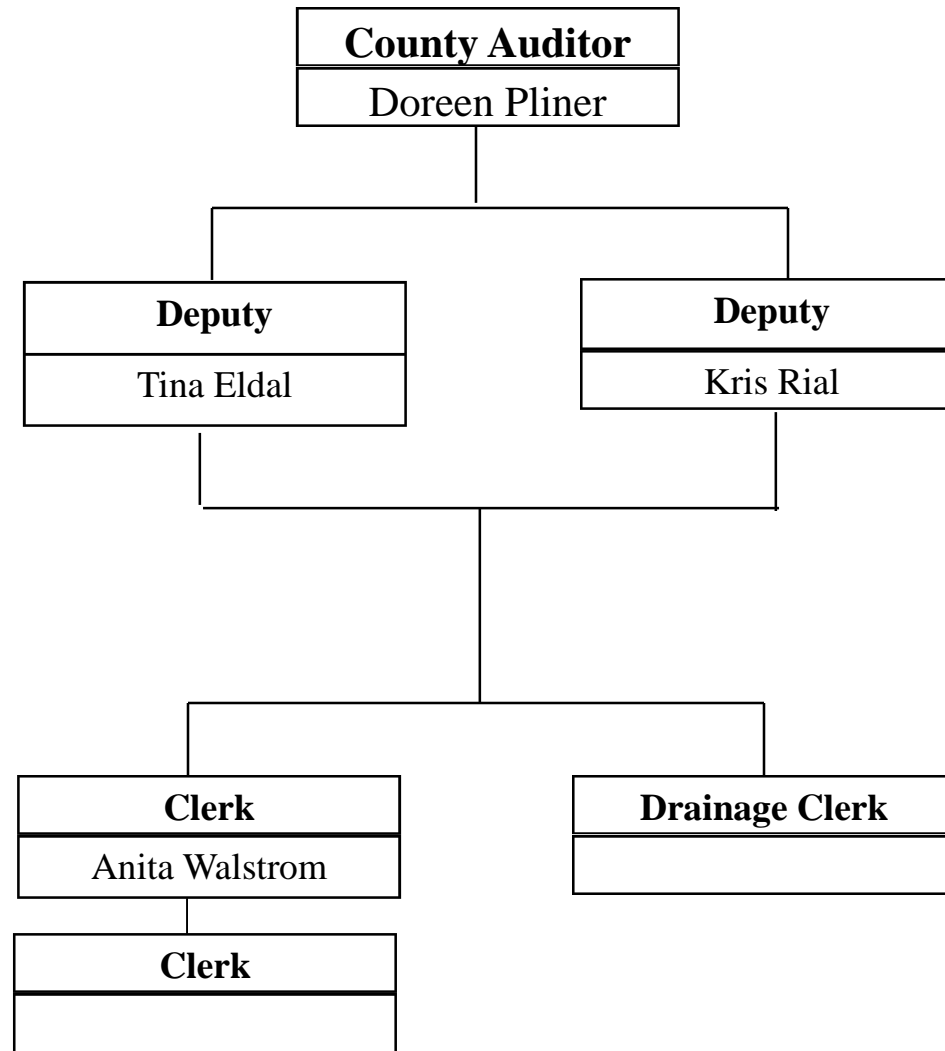 County Auditor
Doreen Pliner
Deputy
Tina Eldal
Deputy
Kris Rial
Clerk
Anita Walstrom
Drainage Clerk
Clerk